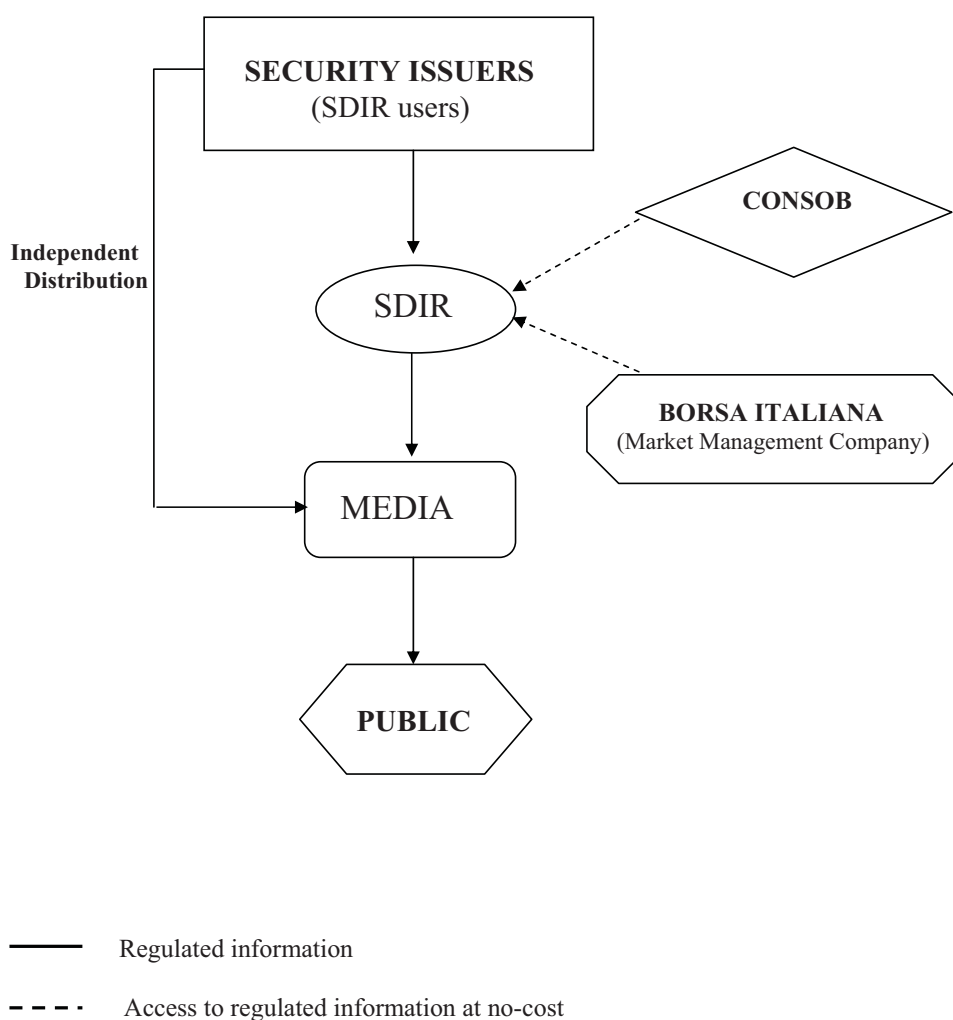 SECURITY ISSUERS
(SDIR users)
CONSOB
Independent
Distribution
SDIR
BORSA ITALIANA
(Market Management Company)
MEDIA
PUBLIC
Regulated information
Access to regulated information at no-cost